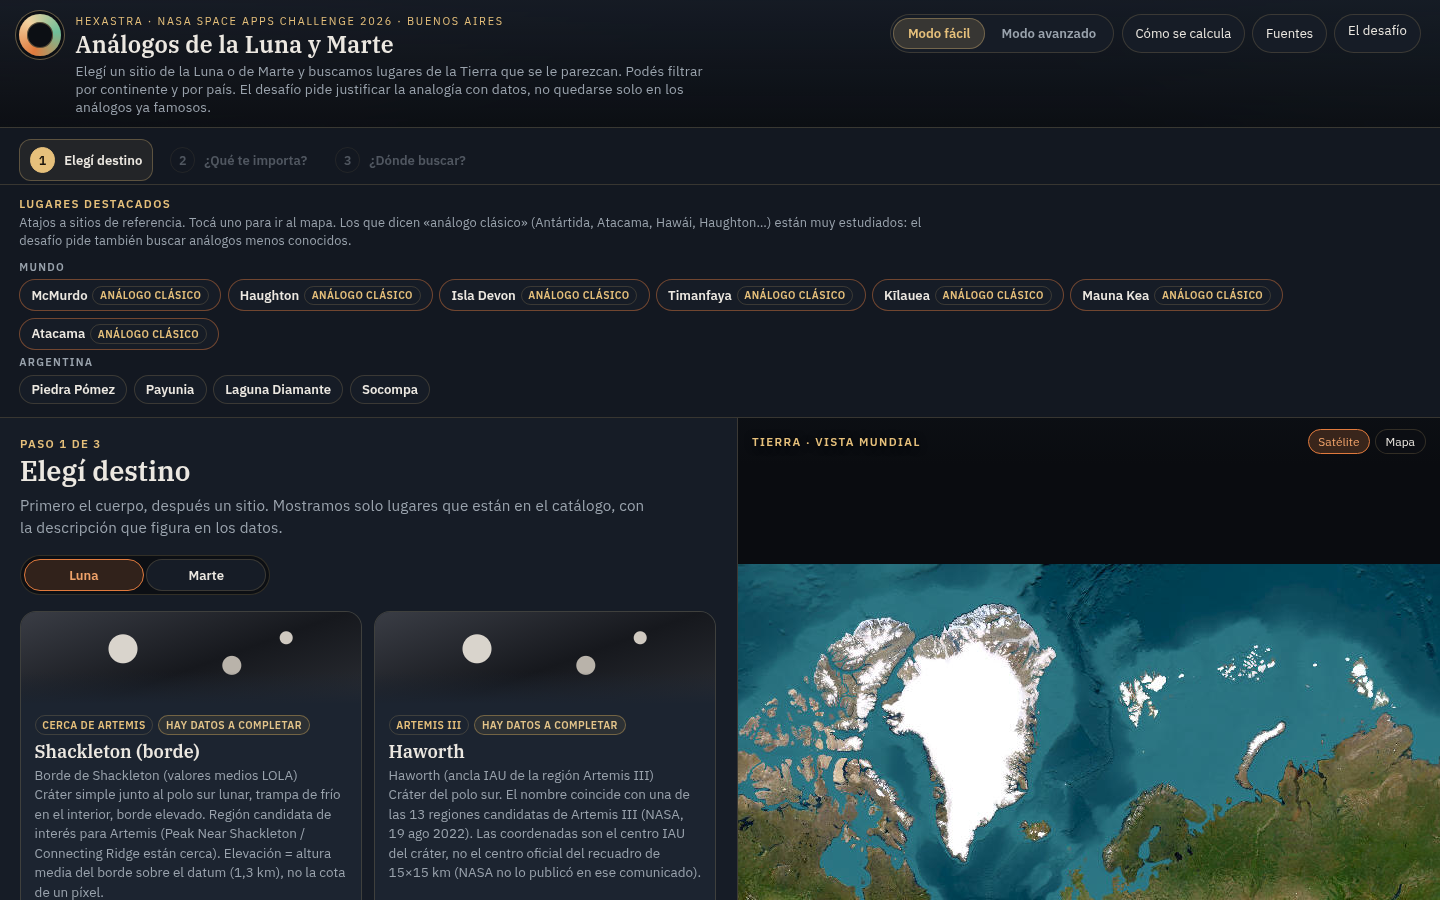 HEXASTRA · NASA SPACE APPS CHALLENGE 2026 · BUENOS AIRES
Análogos de la Luna y Marte
Elegí un sitio de la Luna o de Marte y buscamos lugares de la Tierra que se le parezcan. Podés filtrar
por continente y por país. El desafío pide justificar la analogía con datos, no quedarse solo en los
análogos ya famosos.
Modo fácil
Modo avanzado
Cómo se calcula
Fuentes
El desafío
1 Elegí destino
2 ¿Qué te importa?
3 ¿Dónde buscar?
LUGARES DESTACADOS
Atajos a sitios de referencia. Tocá uno para ir al mapa. Los que dicen «análogo clásico» (Antártida, Atacama, Hawái, Haughton…) están muy estudiados: el
desafío pide también buscar análogos menos conocidos.
MUNDO
McMurdo ANÁLOGO CLÁSICO
Haughton ANÁLOGO CLÁSICO
Isla Devon ANÁLOGO CLÁSICO
Timanfaya ANÁLOGO CLÁSICO
Kīlauea ANÁLOGO CLÁSICO
Mauna Kea ANÁLOGO CLÁSICO
Atacama ANÁLOGO CLÁSICO
ARGENTINA
Piedra Pómez
Payunia
Laguna Diamante
Socompa
PASO 1 DE 3
Elegí destino
Primero el cuerpo, después un sitio. Mostramos solo lugares que están en el catálogo, con
la descripción que figura en los datos.
Luna
Marte
CERCA DE ARTEMIS
HAY DATOS A COMPLETAR
Shackleton (borde)
Borde de Shackleton (valores medios LOLA)
Cráter simple junto al polo sur lunar, trampa de frío
en el interior, borde elevado. Región candidata de
interés para Artemis (Peak Near Shackleton /
Connecting Ridge están cerca). Elevación = altura
media del borde sobre el datum (1,3 km), no la cota
de un píxel.
ARTEMIS III
HAY DATOS A COMPLETAR
Haworth
Haworth (ancla IAU de la región Artemis III)
Cráter del polo sur. El nombre coincide con una de
las 13 regiones candidatas de Artemis III (NASA,
19 ago 2022). Las coordenadas son el centro IAU
del cráter, no el centro oficial del recuadro de
15×15 km (NASA no lo publicó en ese comunicado).
TIERRA · VISTA MUNDIAL
Satélite
Mapa